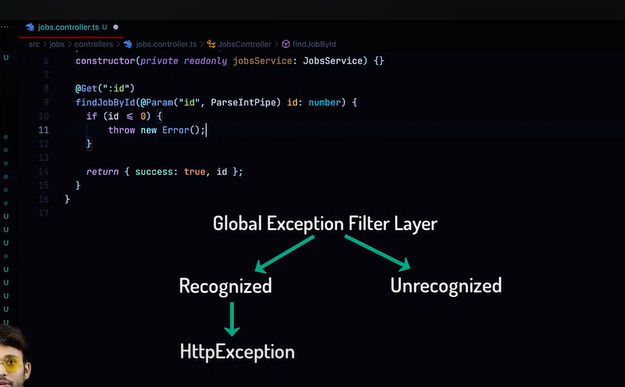 jobs.controller.ts U
src > jobs > controllers > jobs.controller.ts > JobsController > findJobById
6 constructor(private readonly jobsService: JobsService) {}
7
8 @Get(":id")
9 findJobById(@Param("id", ParseIntPipe) id: number) {
10 if (id ≤ 0) {
11 throw new Error();
12 }
13
14 return { success: true, id };
15 }
16 }
17
Global Exception Filter Layer
Recognized Unrecognized
HttpException
U
U
U
U
U
U
U